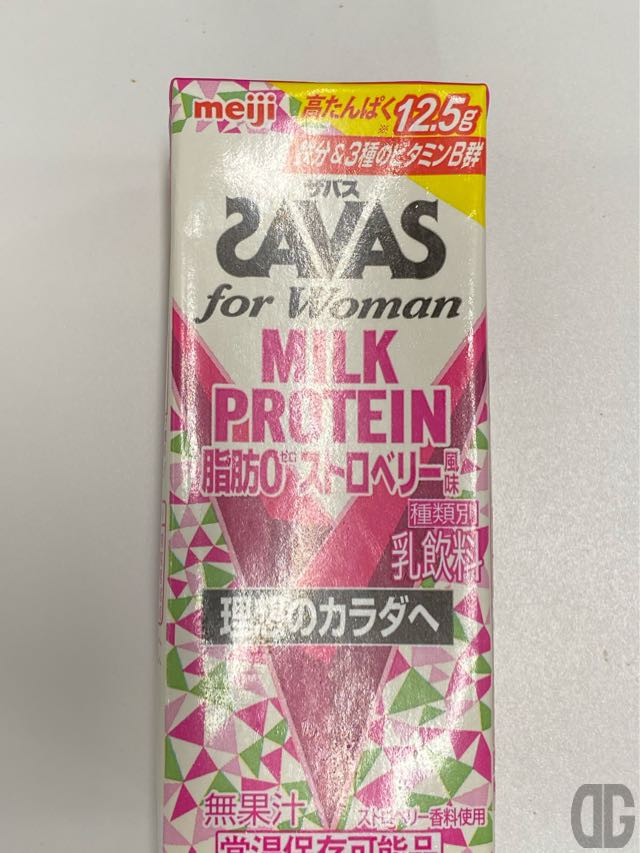 meiji
高たんぱく 12.5g
※
鉄分&3種のビタミンB群
ザバス
SAVAS
for Woman
MILK
PROTEIN
脂肪0ゼロ ストロベリー風味
種類別
乳飲料
理想のカラダへ
無果汁 ストロベリー香料使用
常温保存可能品
DG